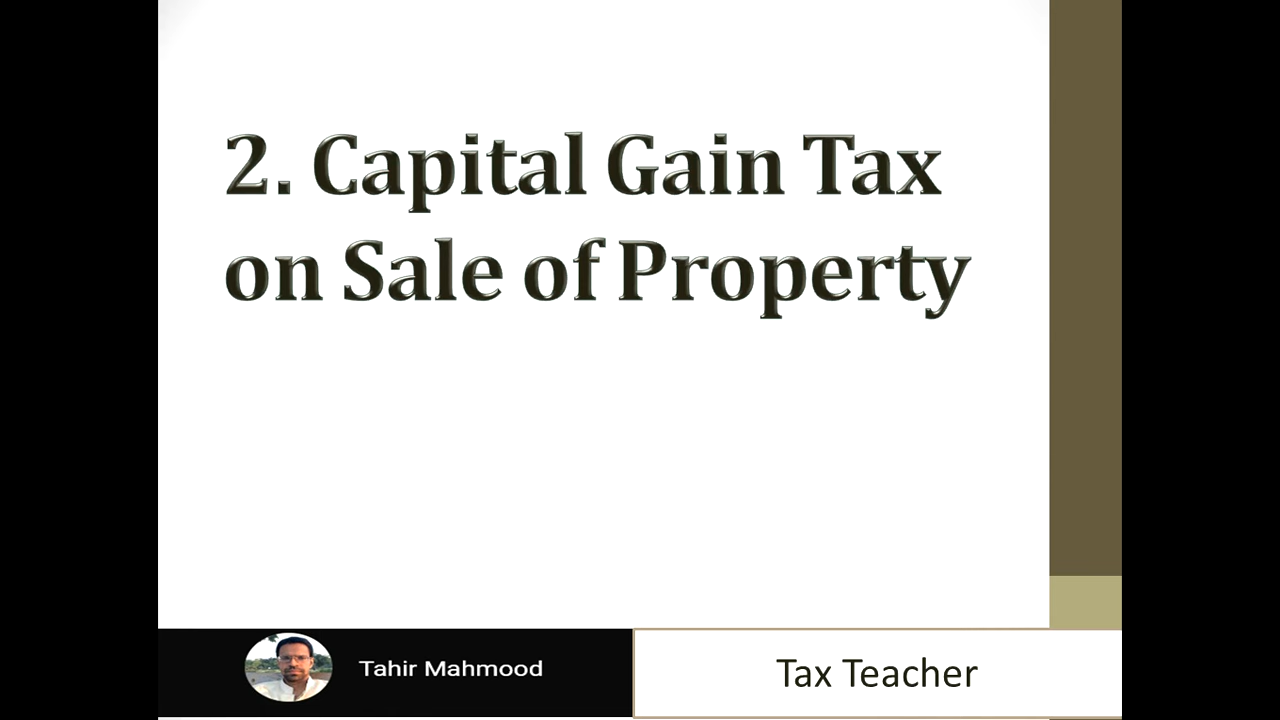 2. Capital Gain Tax
on Sale of Property
Tahir Mahmood
Tax Teacher